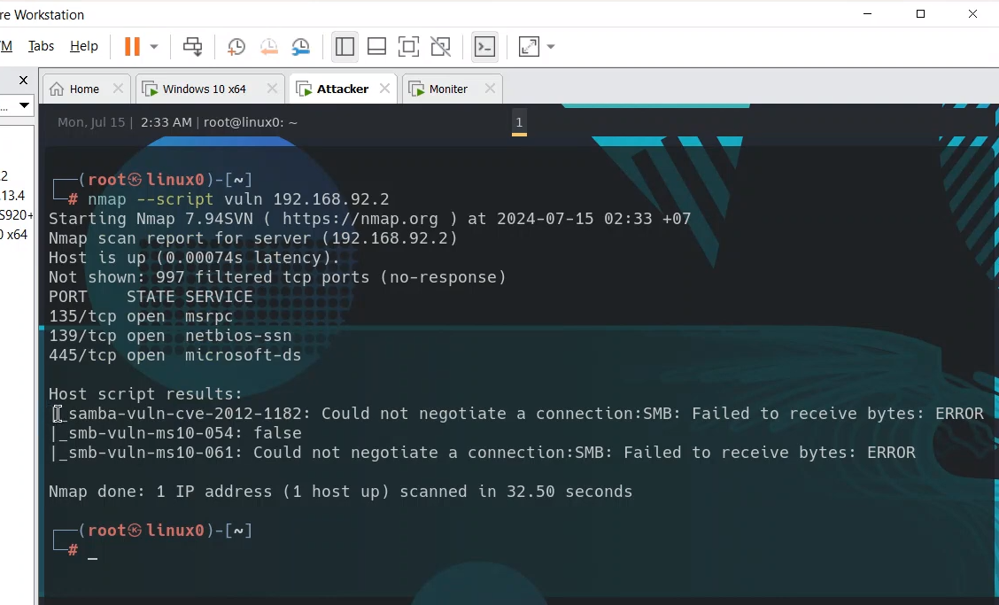 re Workstation
M Tabs Help
Home Windows 10 x64 Attacker Moniter
...
Mon, Jul 15 | 2:33 AM | root@linux0: ~ 1
.2
13.4
S920+
0 x64
┌──(root㉿linux0)-[~]
└─# nmap --script vuln 192.168.92.2
Starting Nmap 7.94SVN ( https://nmap.org ) at 2024-07-15 02:33 +07
Nmap scan report for server (192.168.92.2)
Host is up (0.00074s latency).
Not shown: 997 filtered tcp ports (no-response)
PORT    STATE SERVICE
135/tcp open  msrpc
139/tcp open  netbios-ssn
445/tcp open  microsoft-ds
Host script results:
|_samba-vuln-cve-2012-1182: Could not negotiate a connection:SMB: Failed to receive bytes: ERROR
|_smb-vuln-ms10-054: false
|_smb-vuln-ms10-061: Could not negotiate a connection:SMB: Failed to receive bytes: ERROR
Nmap done: 1 IP address (1 host up) scanned in 32.50 seconds
┌──(root㉿linux0)-[~]
└─# _